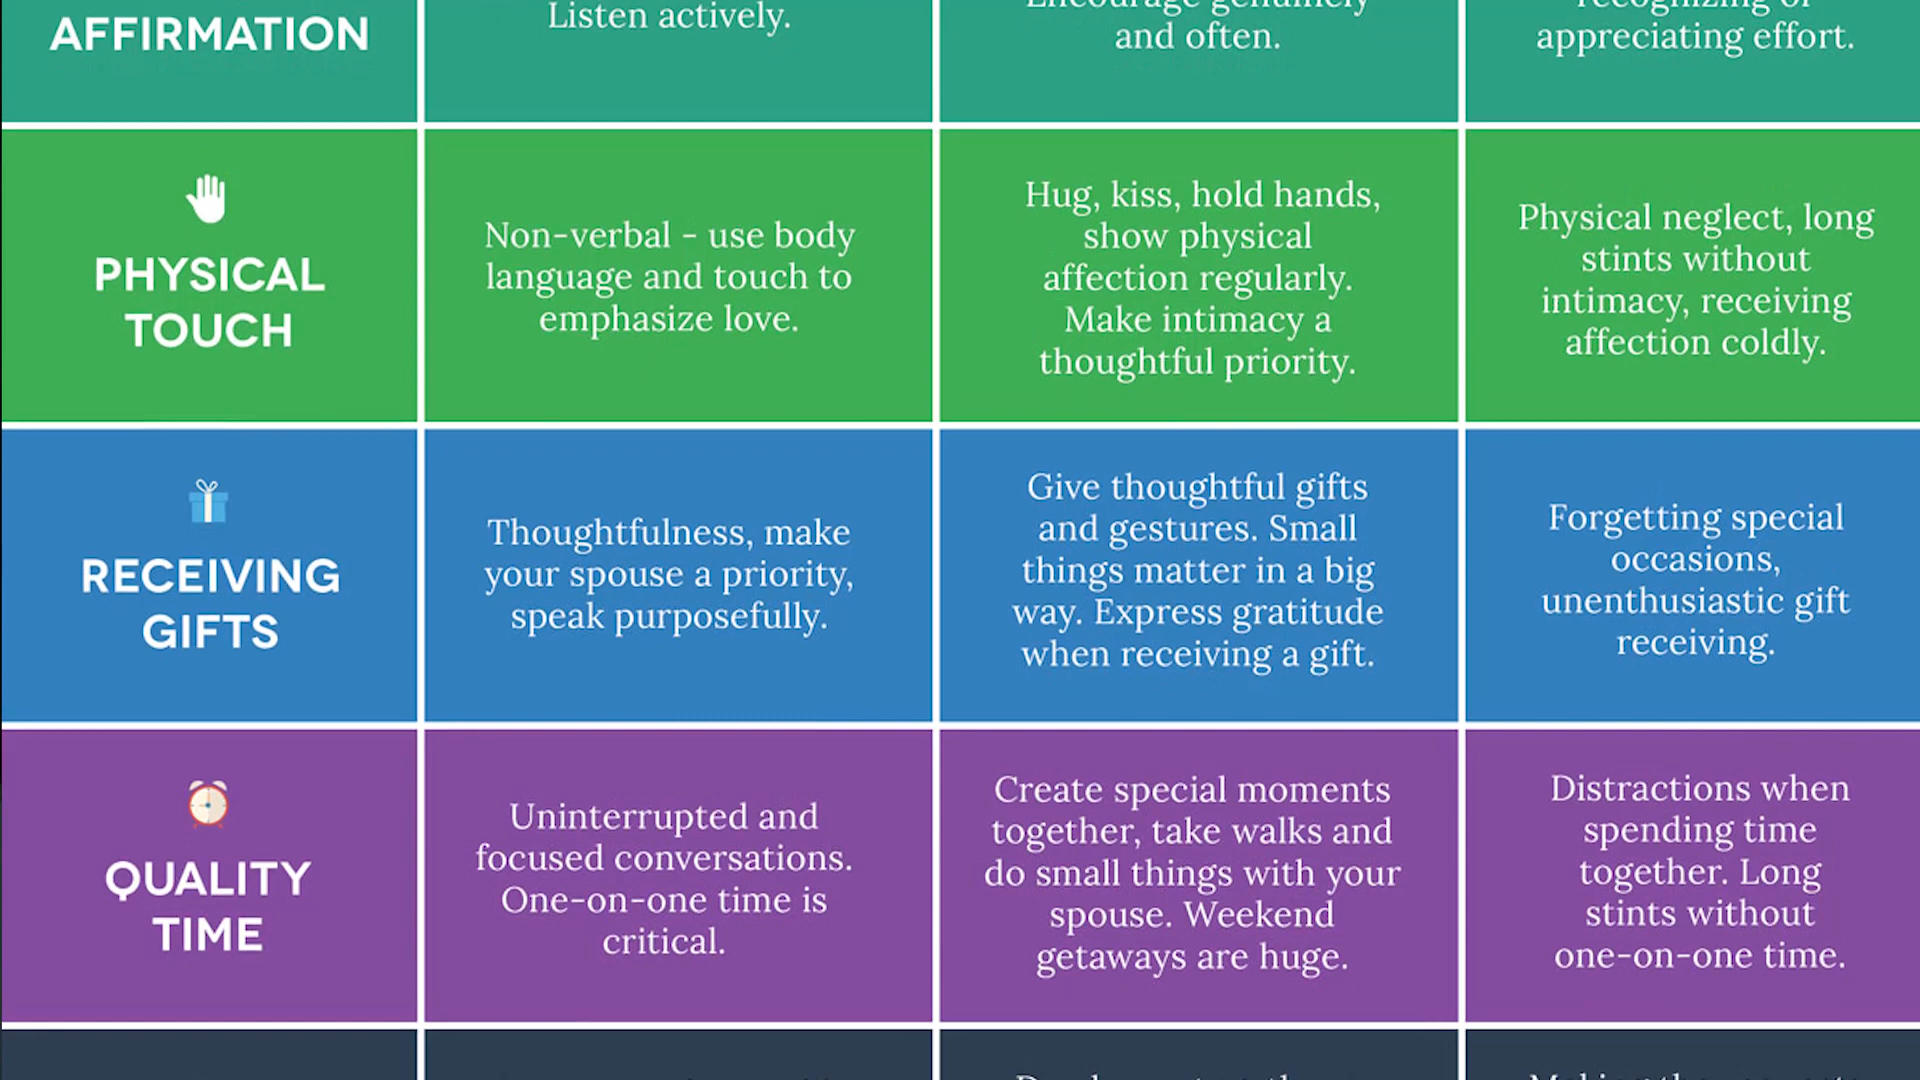 AFFIRMATION
Listen actively.
Encourage genuinely
and often.
recognizing or
appreciating effort.
PHYSICAL
TOUCH
Non-verbal - use body
language and touch to
emphasize love.
Hug, kiss, hold hands,
show physical
affection regularly.
Make intimacy a
thoughtful priority.
Physical neglect, long
stints without
intimacy, receiving
affection coldly.
RECEIVING
GIFTS
Thoughtfulness, make
your spouse a priority,
speak purposefully.
Give thoughtful gifts
and gestures. Small
things matter in a big
way. Express gratitude
when receiving a gift.
Forgetting special
occasions,
unenthusiastic gift
receiving.
QUALITY
TIME
Uninterrupted and
focused conversations.
One-on-one time is
critical.
Create special moments
together, take walks and
do small things with your
spouse. Weekend
getaways are huge.
Distractions when
spending time
together. Long
stints without
one-on-one time.